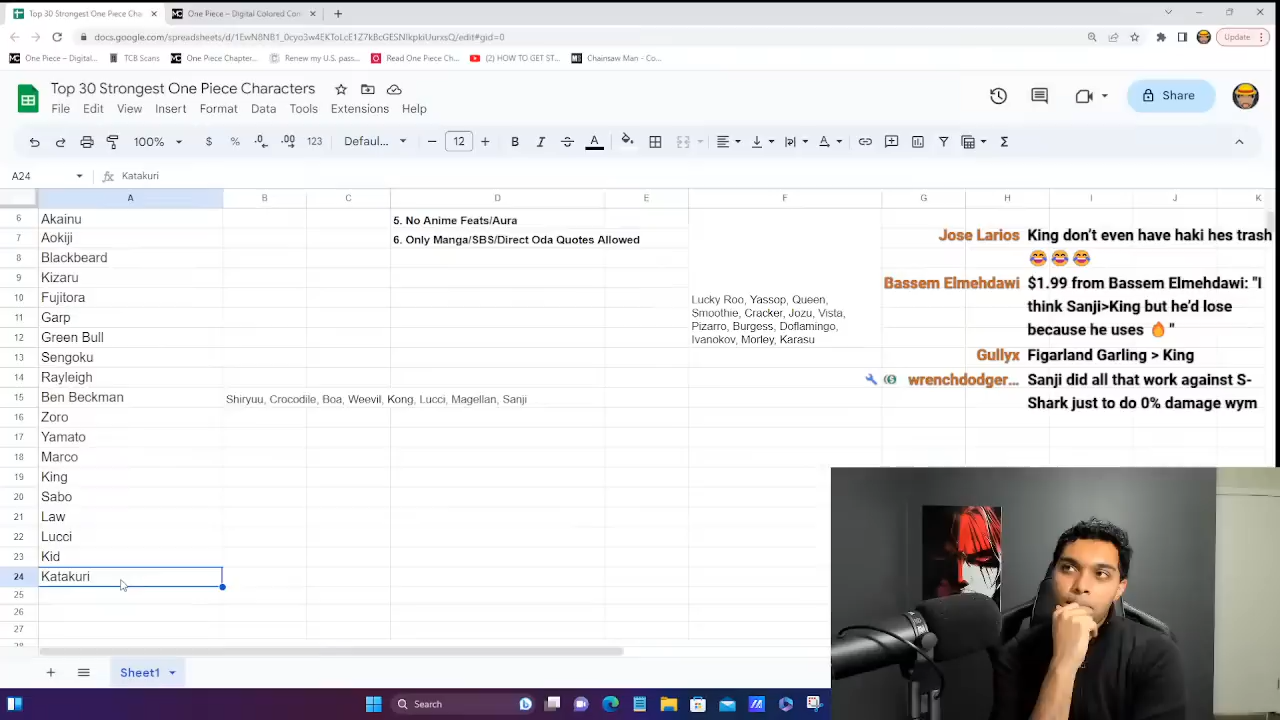 Top 30 Strongest One Piece Char
One Piece – Digital Colored Con
docs.google.com/spreadsheets/d/1EwN8NB1_0cyo3w4EKToLcE1Z7kBcGESNIkpkiUurxsQ/edit#gid=0
Update
One Piece – Digital...
TCB Scans
One Piece Chapter...
Renew my U.S. pass...
Read One Piece Ch...
(2) HOW TO GET ST...
Chainsaw Man - Co...
Top 30 Strongest One Piece Characters
File Edit View Insert Format Data Tools Extensions Help
Share
100% $ % .0 .00 123 Defaul... 12 B I A
A24 fx Katakuri
A B C D E F G H I J K
6 Akainu 5. No Anime Feats/Aura
7 Aokiji 6. Only Manga/SBS/Direct Oda Quotes Allowed
8 Blackbeard
9 Kizaru
10 Fujitora
11 Garp
12 Green Bull
13 Sengoku
14 Rayleigh
15 Ben Beckman Shiryuu, Crocodile, Boa, Weevil, Kong, Lucci, Magellan, Sanji
16 Zoro
17 Yamato
18 Marco
19 King
20 Sabo
21 Law
22 Lucci
23 Kid
24 Katakuri
25
26
27
28
Lucky Roo, Yassop, Queen,
Smoothie, Cracker, Jozu, Vista,
Pizarro, Burgess, Doflamingo,
Ivanokov, Morley, Karasu
Jose Larios King don't even have haki hes trash
😂😂😂
Bassem Elmehdawi $1.99 from Bassem Elmehdawi: "I
think Sanji>King but he'd lose
because he uses 🔥"
Gullyx Figarland Garling > King
wrenchdodger... Sanji did all that work against S-
Shark just to do 0% damage wym
Sheet1
Search